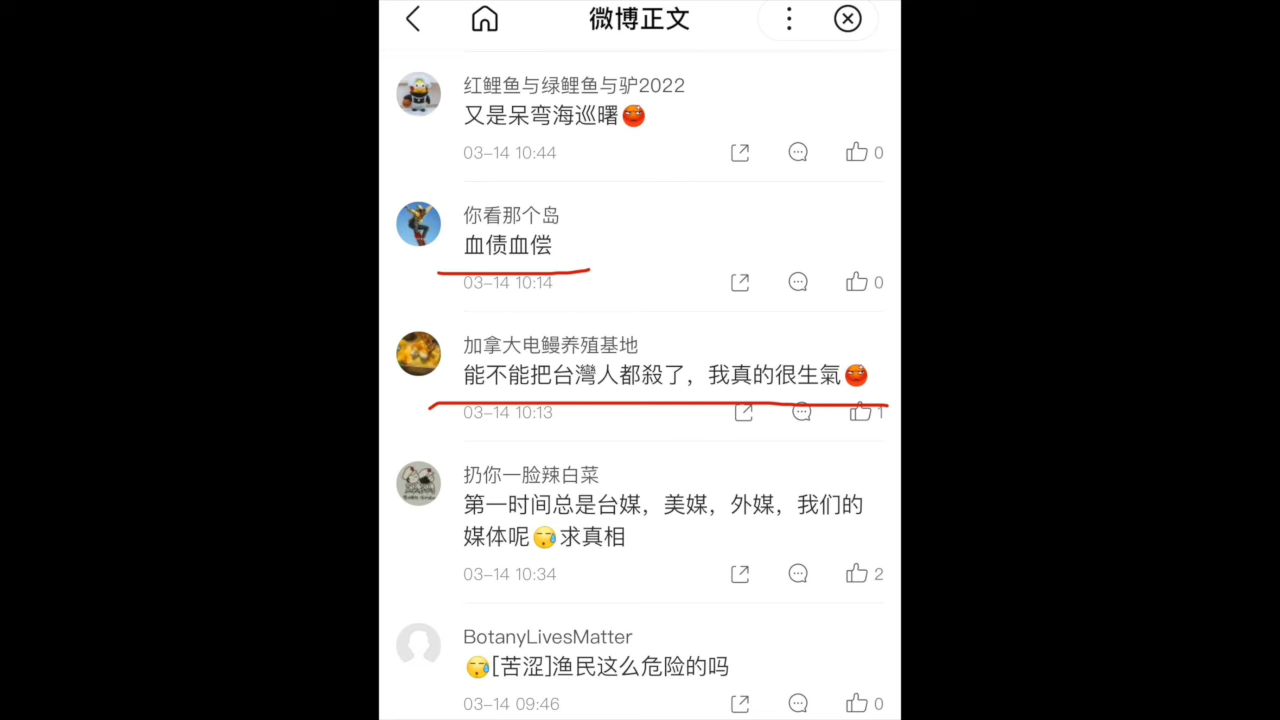 微博正文
红鲤鱼与绿鲤鱼与驴2022
又是呆弯海巡曙
03-14 10:44
0
你看那个岛
血债血偿
03-14 10:14
0
加拿大电鳗养殖基地
能不能把台灣人都殺了，我真的很生氣
03-14 10:13
1
扔你一脸辣白菜
第一时间总是台媒，美媒，外媒，我们的
媒体呢求真相
03-14 10:34
2
BotanyLivesMatter
[苦涩]渔民这么危险的吗
03-14 09:46
0